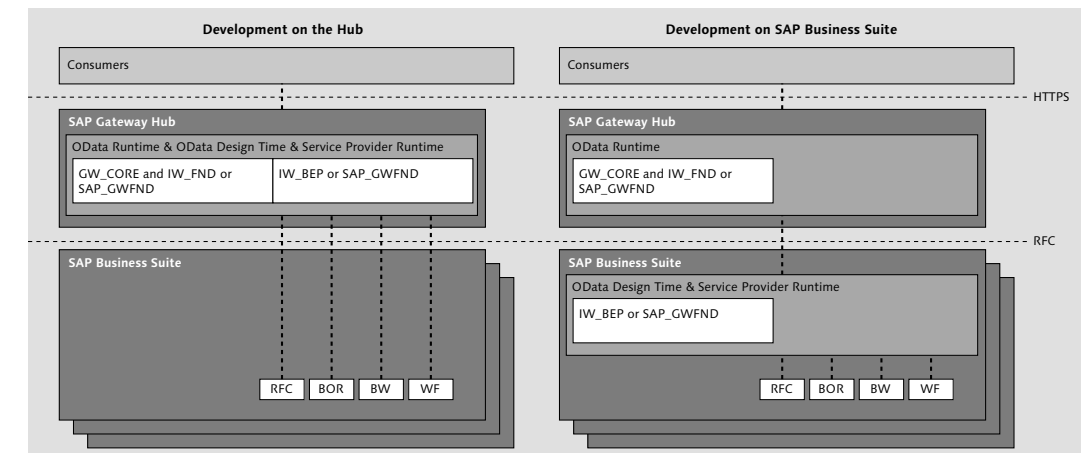 Development on the Hub
Consumers
SAP Gateway Hub
OData Runtime & OData Design Time & Service Provider Runtime
GW_CORE and IW_FND or
SAP_GWFND
IW_BEP or SAP_GWFND
SAP Business Suite
RFC
BOR
BW
WF
Development on SAP Business Suite
Consumers
HTTPS
SAP Gateway Hub
OData Runtime
GW_CORE and IW_FND or
SAP_GWFND
RFC
SAP Business Suite
OData Design Time & Service Provider Runtime
IW_BEP or SAP_GWFND
RFC
BOR
BW
WF